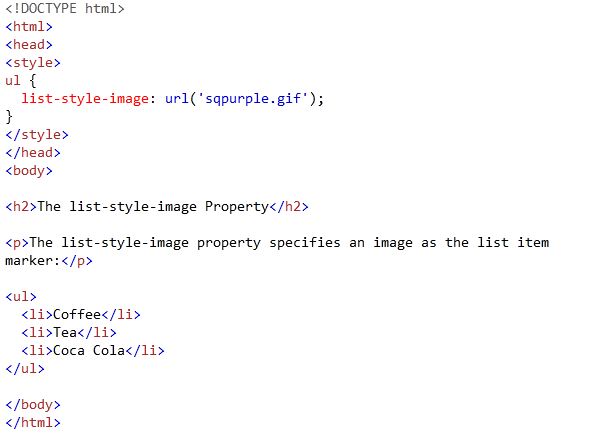 <!DOCTYPE html>
<html>
<head>
<style>
ul {
  list-style-image: url('sqpurple.gif');
}
</style>
</head>
<body>

<h2>The list-style-image Property</h2>

<p>The list-style-image property specifies an image as the list item
marker:</p>

<ul>
  <li>Coffee</li>
  <li>Tea</li>
  <li>Coca Cola</li>
</ul>

</body>
</html>